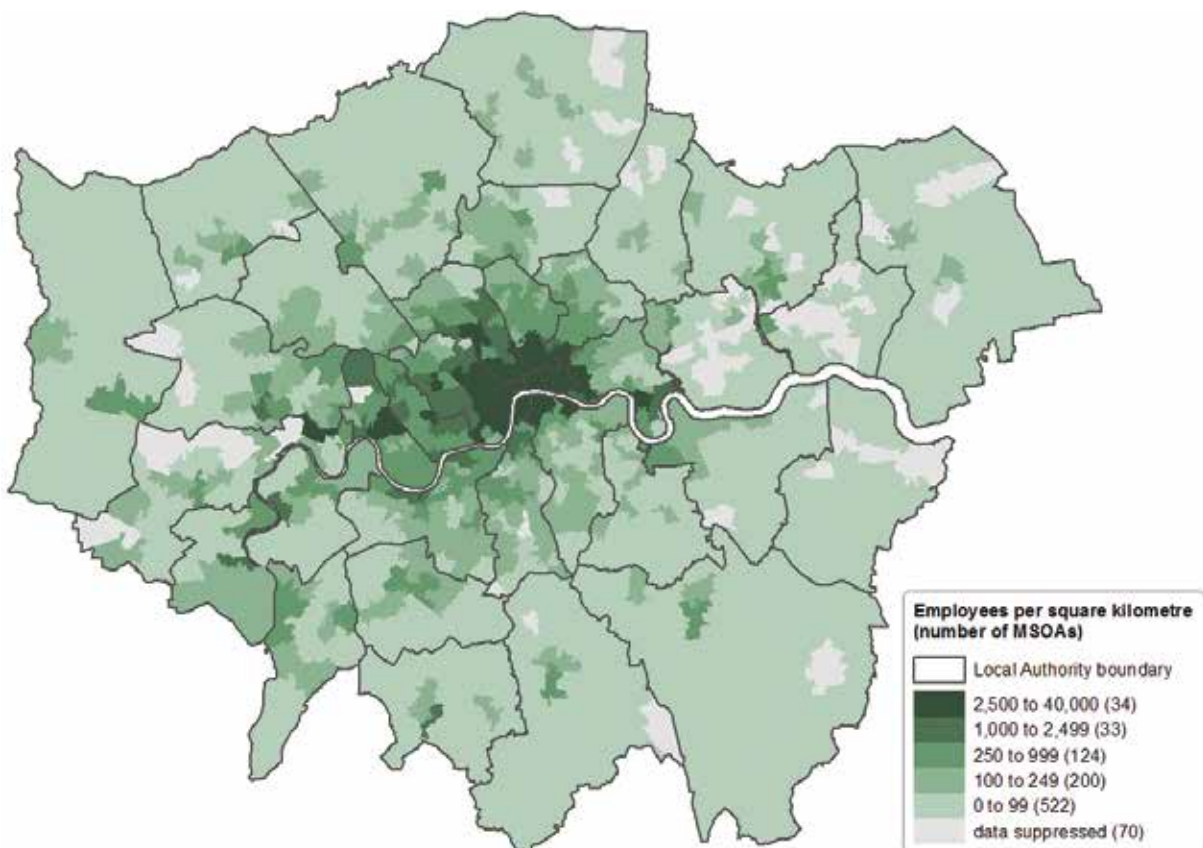 Employees per square kilometre
(number of MSOAs)
Local Authority boundary
2,500 to 40,000 (34)
1,000 to 2,499 (33)
250 to 999 (124)
100 to 249 (200)
0 to 99 (522)
data suppressed (70)